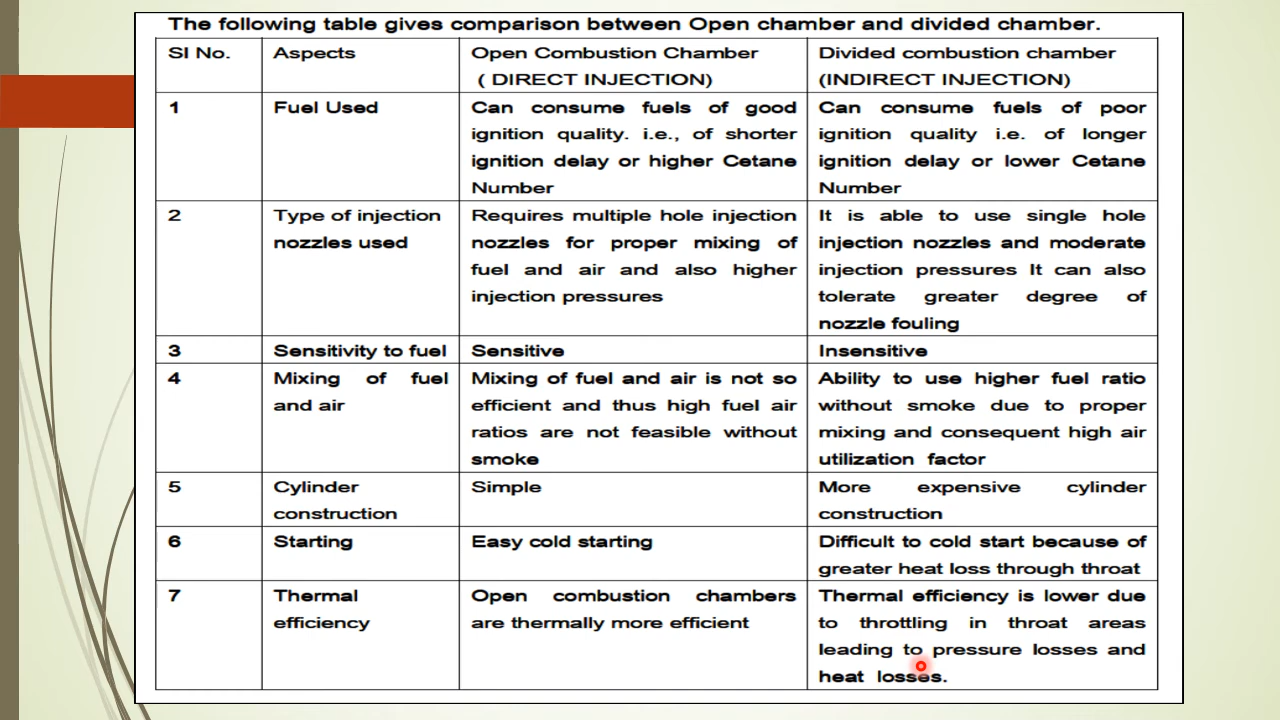 The following table gives comparison between Open chamber and divided chamber.
SI No.
Aspects
Open Combustion Chamber
( DIRECT INJECTION)
Divided combustion chamber
(INDIRECT INJECTION)
1
Fuel Used
Can consume fuels of good
ignition quality. i.e., of shorter
ignition delay or higher Cetane
Number
Can consume fuels of poor
ignition quality i.e. of longer
ignition delay or lower Cetane
Number
2
Type of injection
nozzles used
Requires multiple hole injection
nozzles for proper mixing of
fuel and air and also higher
injection pressures
It is able to use single hole
injection nozzles and moderate
injection pressures It can also
tolerate greater degree of
nozzle fouling
3
Sensitivity to fuel
Sensitive
Insensitive
4
Mixing of fuel
and air
Mixing of fuel and air is not so
efficient and thus high fuel air
ratios are not feasible without
smoke
Ability to use higher fuel ratio
without smoke due to proper
mixing and consequent high air
utilization factor
5
Cylinder
construction
Simple
More expensive cylinder
construction
6
Starting
Easy cold starting
Difficult to cold start because of
greater heat loss through throat
7
Thermal
efficiency
Open combustion chambers
are thermally more efficient
Thermal efficiency is lower due
to throttling in throat areas
leading to pressure losses and
heat losses.